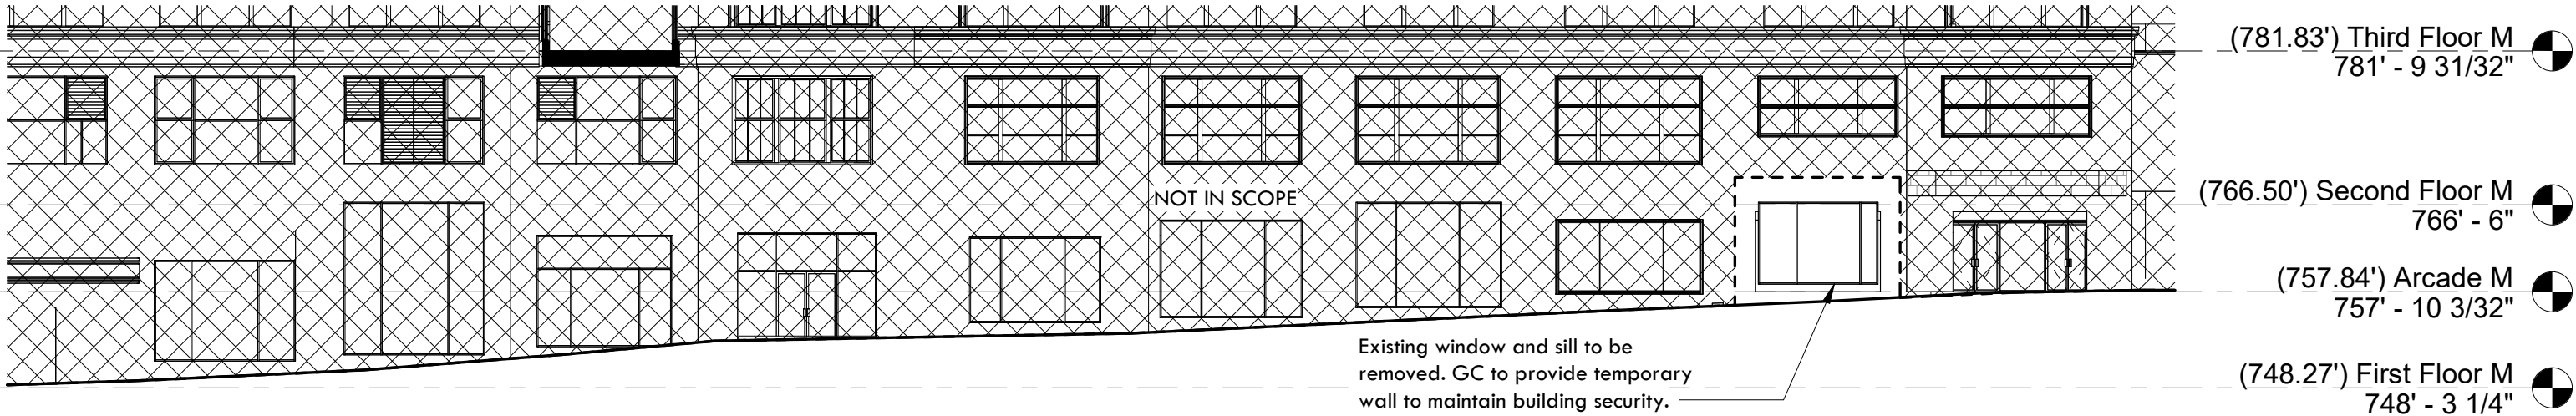 (781.83') Third Floor M
781' - 9 31/32"
NOT IN SCOPE
(766.50') Second Floor M
766' - 6"
(757.84') Arcade M
757' - 10 3/32"
Existing window and sill to be
removed. GC to provide temporary
wall to maintain building security.
(748.27') First Floor M
748' - 3 1/4"